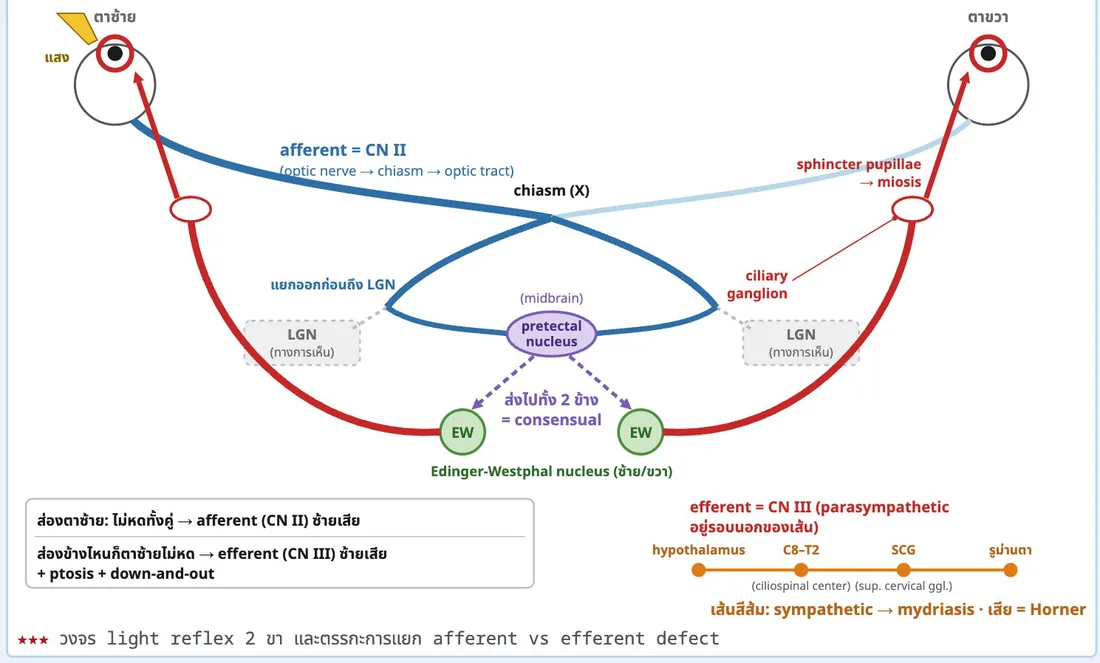 ตาซ้าย
ตาขวา
แสง
afferent = CN II
(optic nerve → chiasm → optic tract)
chiasm (X)
sphincter pupillae
→ miosis
แยกออกก่อนถึง LGN
ciliary
ganglion
(midbrain)
pretectal
nucleus
LGN
(ทางการเห็น)
LGN
(ทางการเห็น)
ส่งไปทั้ง 2 ข้าง
= consensual
EW
EW
Edinger-Westphal nucleus (ซ้าย/ขวา)
ส่องตาซ้าย: ไม่หดทั้งคู่ → afferent (CN II) ซ้ายเสีย
ส่องข้างไหนก็ตาซ้ายไม่หด → efferent (CN III) ซ้ายเสีย
+ ptosis + down-and-out
efferent = CN III (parasympathetic
อยู่รอบนอกของเส้น)
hypothalamus
C8–T2
SCG
รูม่านตา
(ciliospinal center)
(sup. cervical ggl.)
เส้นสีส้ม: sympathetic → mydriasis · เสีย = Horner
★★★ วงจร light reflex 2 ขา และตรรกะการแยก afferent vs efferent defect